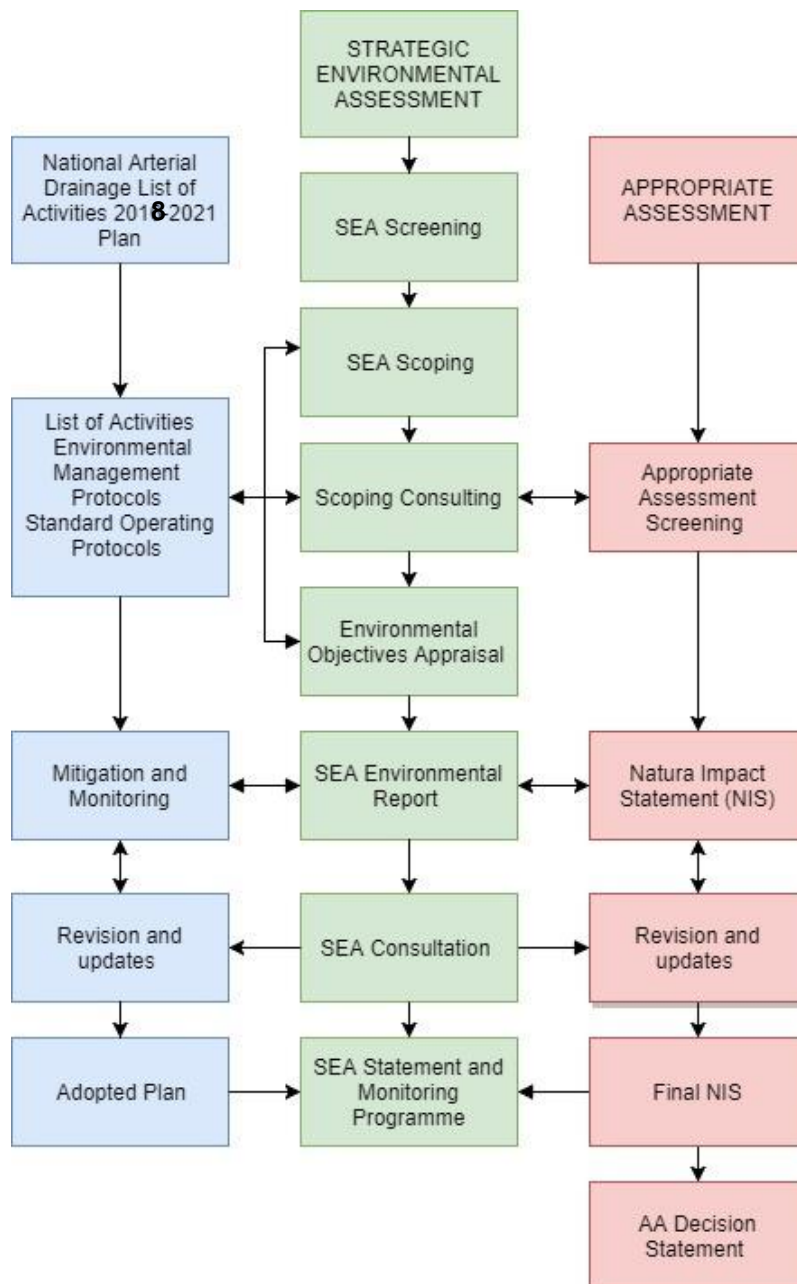 STRATEGIC
ENVIRONMENTAL
ASSESSMENT
National Arterial
Drainage List of
Activities 2018-2021
Plan
APPROPRIATE
ASSESSMENT
SEA Screening
SEA Scoping
List of Activities
Environmental
Management
Protocols
Standard Operating
Protocols
Scoping Consulting
Appropriate
Assessment
Screening
Environmental
Objectives Appraisal
Mitigation and
Monitoring
SEA Environmental
Report
Natura Impact
Statement (NIS)
Revision and
updates
SEA Consultation
Revision and
updates
Adopted Plan
SEA Statement and
Monitoring
Programme
Final NIS
AA Decision
Statement